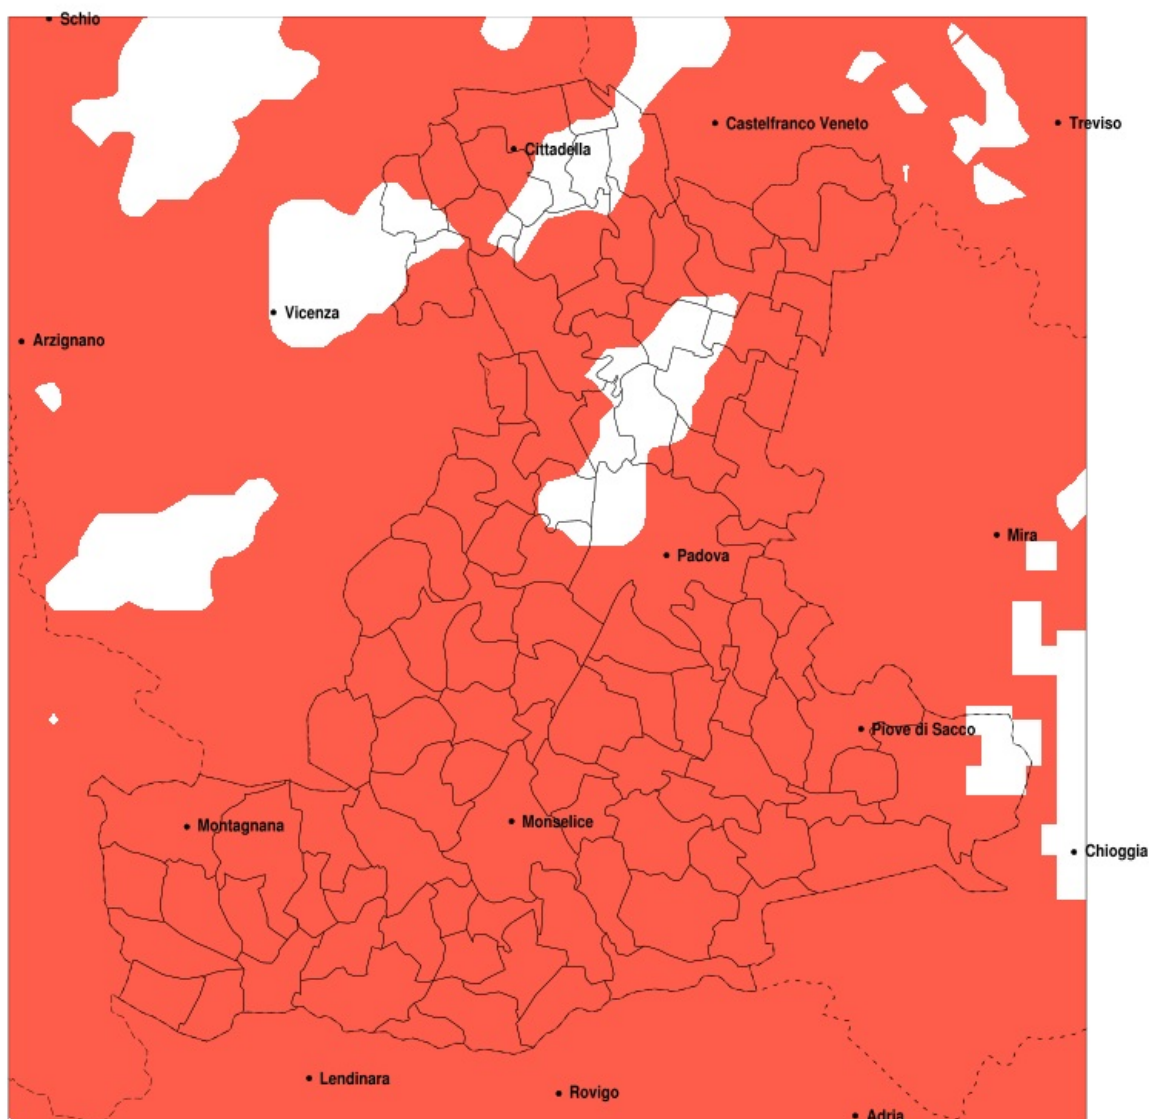 Schio
Castelfranco Veneto
Treviso
Cittadella
Vicenza
Arzignano
Mira
Padova
Piove di Sacco
Montagnana
Monselice
Chioggia
Lendinara
Rovigo
Adria